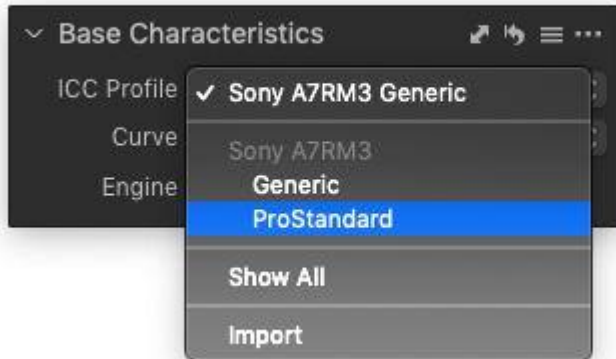 Base Characteristics
ICC Profile
✓ Sony A7RM3 Generic
Curve
Sony A7RM3
Generic
Engine
ProStandard
Show All
Import